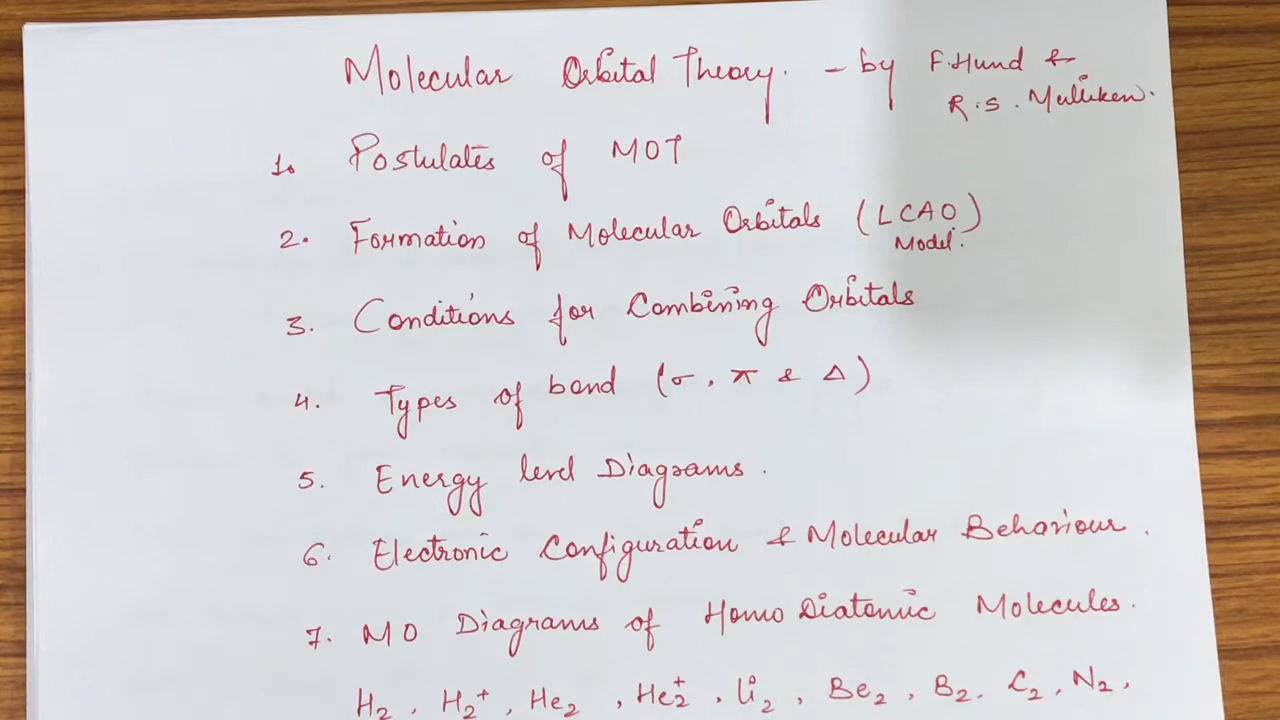 Molecular Orbital Theory. - by F.Hund &
R.S. Mulliken.
1. Postulates of MOT
2. Formation of Molecular Orbitals (LCAO)
Model.
3. Conditions for Combining Orbitals
4. Types of bond (σ, π & Δ)
5. Energy level Diagrams.
6. Electronic Configuration & Molecular Behaviour.
7. MO Diagrams of Homo Diatomic Molecules.
H₂, H₂⁺, He₂, He₂⁺, Li₂, Be₂, B₂, C₂, N₂,